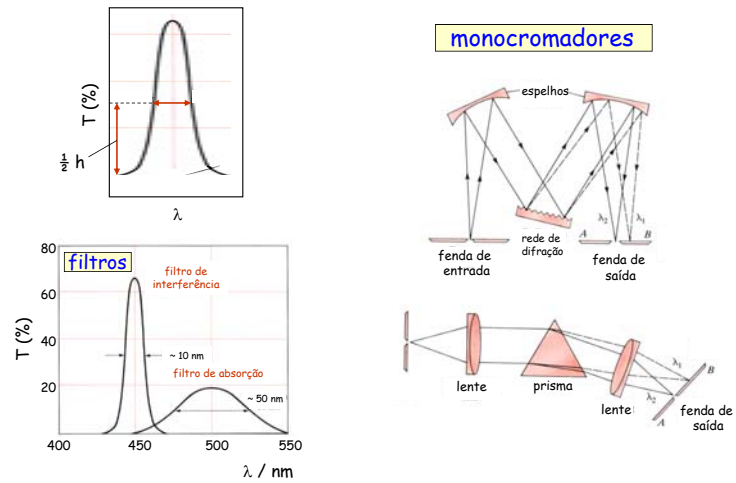 T (%)
½ h
λ
filtros
80
60
40
20
T (%)
filtro de
interferência
~ 10 nm
filtro de absorção
~ 50 nm
400
450
500
550
λ / nm
monocromadores
espelhos
λ₂
λ₁
A
B
fenda de
entrada
rede de
difração
fenda de
saída
lente
prisma
lente
λ₁
λ₂
B
A
fenda de
saída